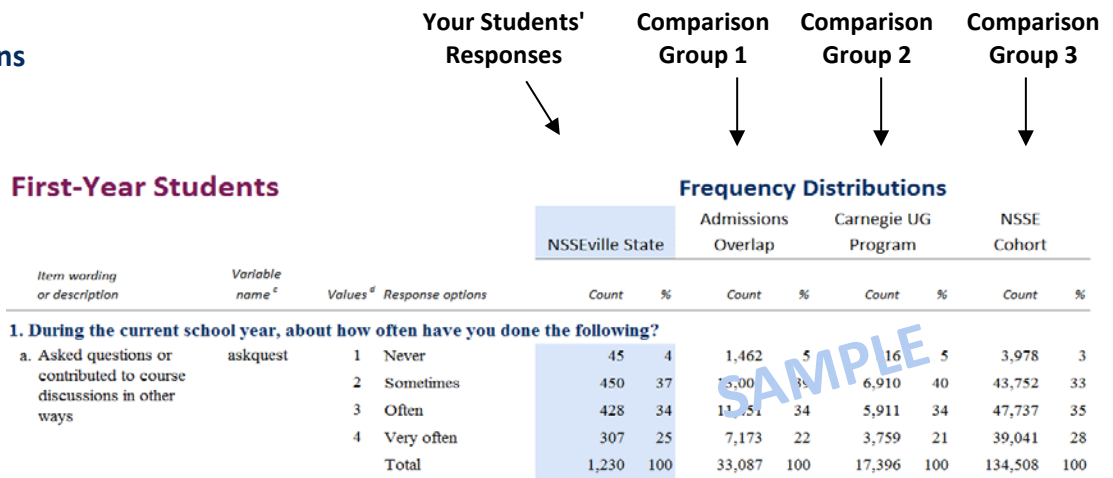 Your Students' Comparison Comparison Comparison
Responses Group 1 Group 2 Group 3
ns
First-Year Students Frequency Distributions
Admissions Carnegie UG NSSE
NSSEville State Overlap Program Cohort
Item wording Variable
or description name c Values d Response options Count % Count % Count % Count %
1. During the current school year, about how often have you done the following?
a. Asked questions or askquest 1 Never 45 4 1,462 5 5 3,978 3
contributed to course
discussions in other
ways
2 Sometimes 450 37 6,910 40 43,752 33
3 Often 428 34 34 5,911 34 47,737 35
4 Very often 307 25 7,173 22 3,759 21 39,041 28
Total 1,230 100 33,087 100 17,396 100 134,508 100
SAMPLE